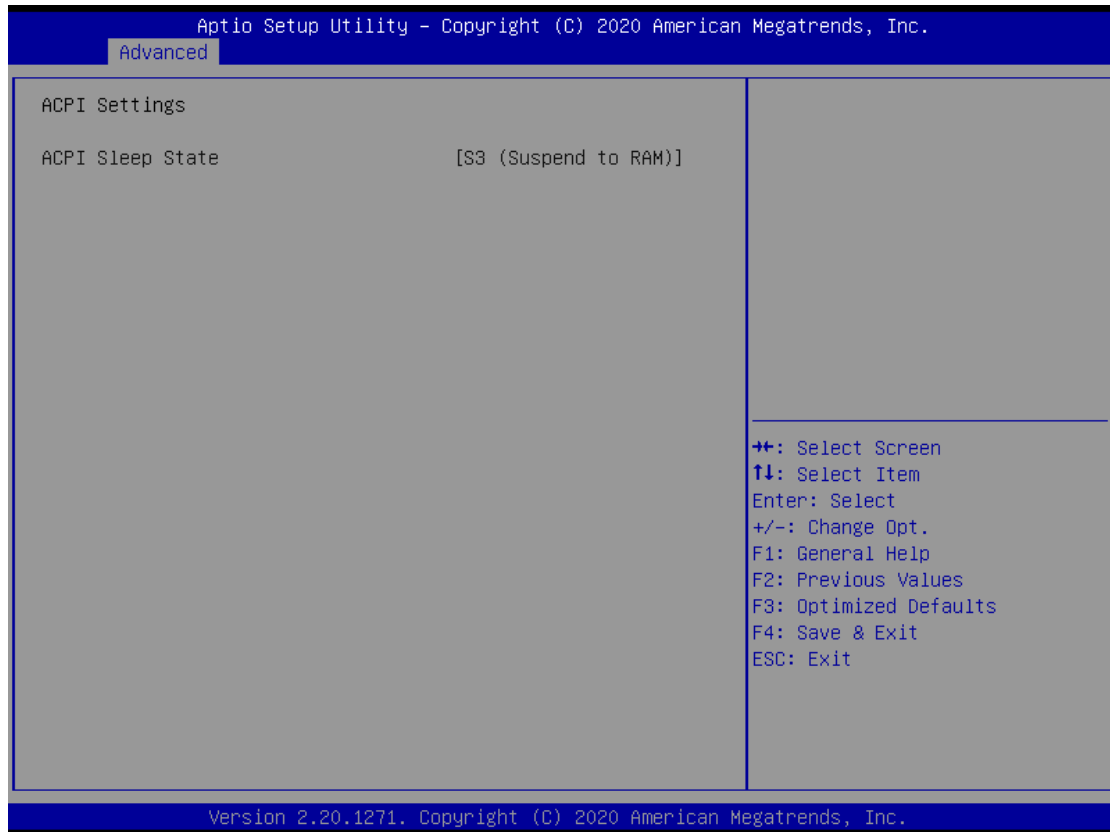 Aptio Setup Utility – Copyright (C) 2020 American Megatrends, Inc.
Advanced
ACPI Settings
ACPI Sleep State [S3 (Suspend to RAM)]
→←: Select Screen
↑↓: Select Item
Enter: Select
+/-: Change Opt.
F1: General Help
F2: Previous Values
F3: Optimized Defaults
F4: Save & Exit
ESC: Exit
Version 2.20.1271. Copyright (C) 2020 American Megatrends, Inc.